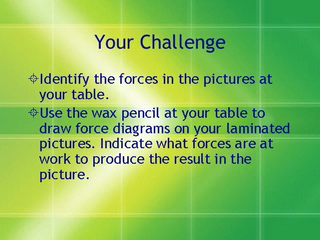 Your Challenge
Identify the forces in the pictures at
your table.
Use the wax pencil at your table to
draw force diagrams on your laminated
pictures. Indicate what forces are at
work to produce the result in the
picture.